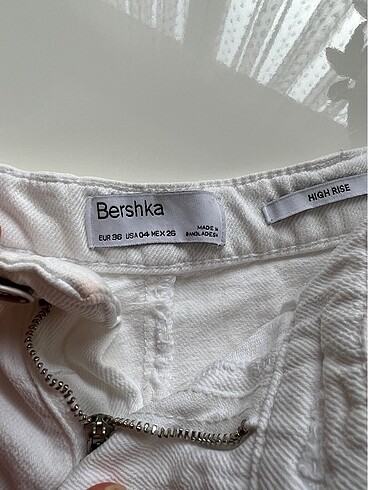 Bershka
EUR 36 USA 04 MEX 26
MADE IN
BANGLADESH
HIGH RISE